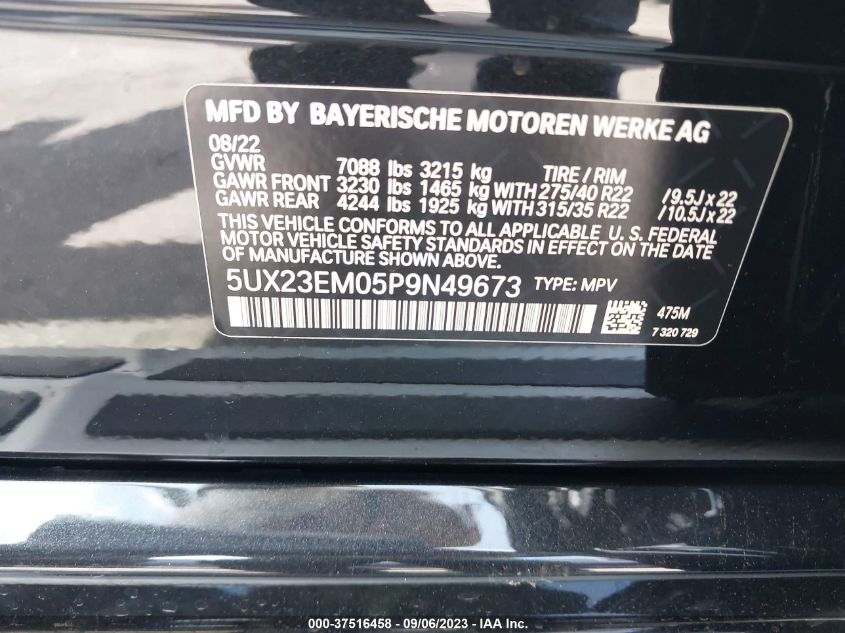 MFD BY BAYERISCHE MOTOREN WERKE AG
08/22
GVWR 7088 lbs 3215 kg TIRE / RIM
GAWR FRONT 3230 lbs 1465 kg WITH 275/40 R22 /9.5J x 22
GAWR REAR 4244 lbs 1925 kg WITH 315/35 R22 /10.5J x 22
THIS VEHICLE CONFORMS TO ALL APPLICABLE U.S. FEDERAL
MOTOR VEHICLE SAFETY STANDARDS IN EFFECT ON THE DATE
OF MANUFACTURE SHOWN ABOVE.
5UX23EM05P9N49673 TYPE: MPV
475M
7 320 729
000-37516458 - 09/06/2023 - IAA Inc.